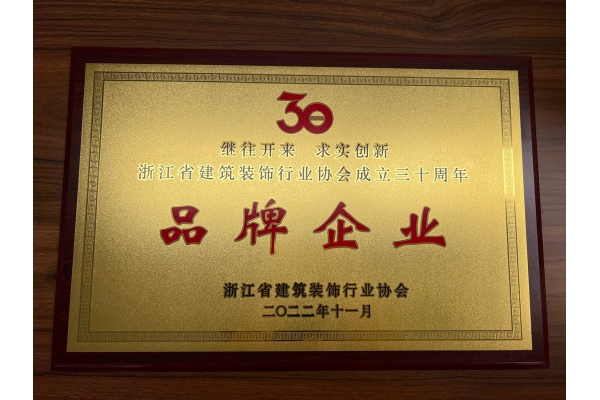 30
继往开来 求实创新
浙江省建筑装饰行业协会成立三十周年
品牌企业
浙江省建筑装饰行业协会
二〇二二年十一月